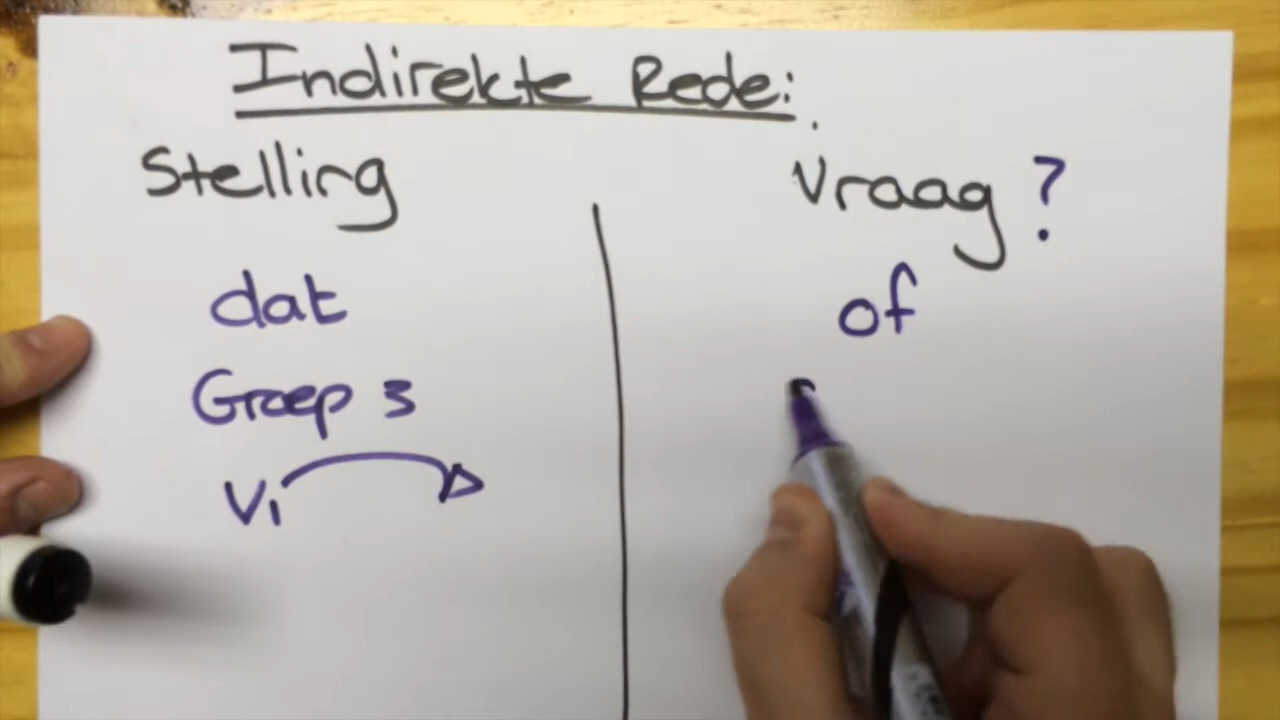 Indirekte Rede:
Stelling
dat
Groep 3
V1
Vraag ?
of